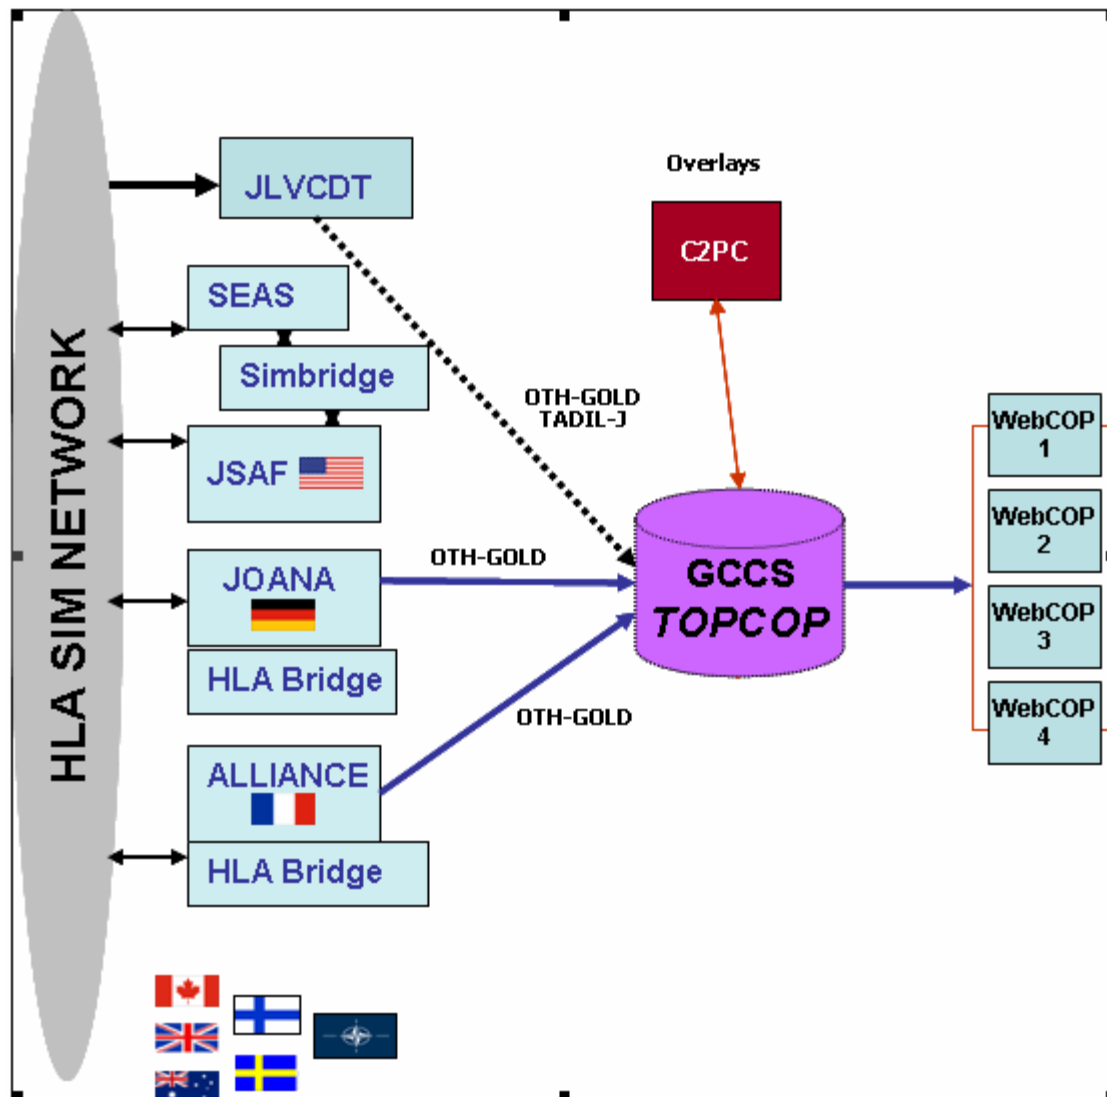 HLA SIM NETWORK
JLVCDT
SEAS
Simbridge
JSAF
JOANA
HLA Bridge
ALLIANCE
HLA Bridge
OTH-GOLD
TADIL-J
OTH-GOLD
OTH-GOLD
Overlays
C2PC
GCCS
TOPCOP
WebCOP
1
WebCOP
2
WebCOP
3
WebCOP
4